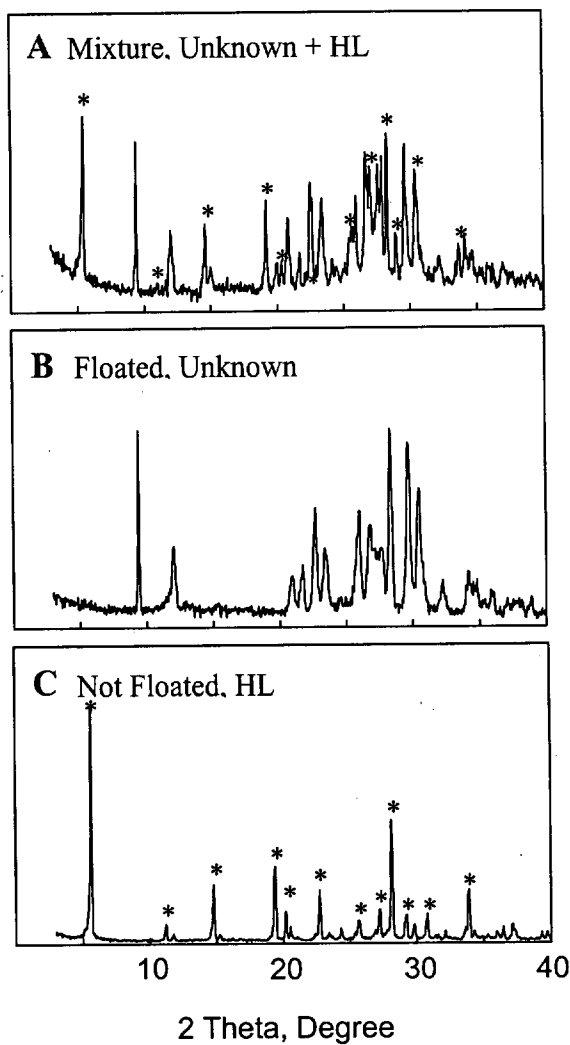 A Mixture, Unknown + HL
B Floated, Unknown
C Not Floated, HL
10 20 30 40
2 Theta, Degree